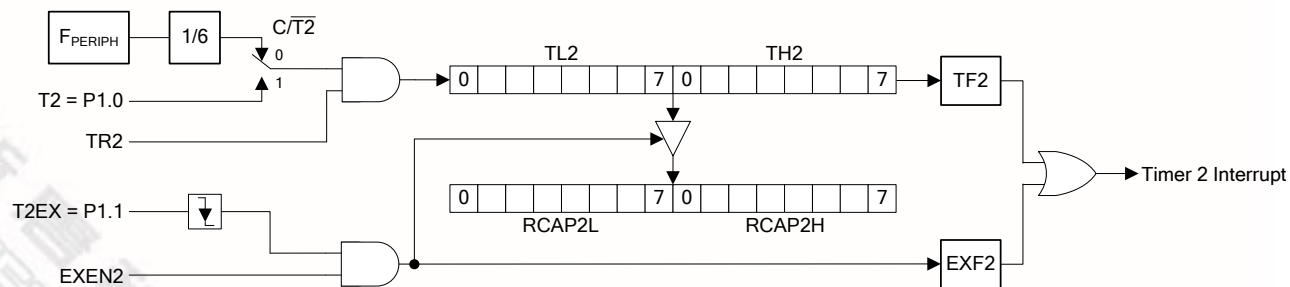 F_PERIPH
1/6
C/T2
0
1
T2 = P1.0
TR2
TL2
TH2
0 7 0 7
TF2
T2EX = P1.1
EXEN2
0 7 0 7
RCAP2L
RCAP2H
EXF2
Timer 2 Interrupt